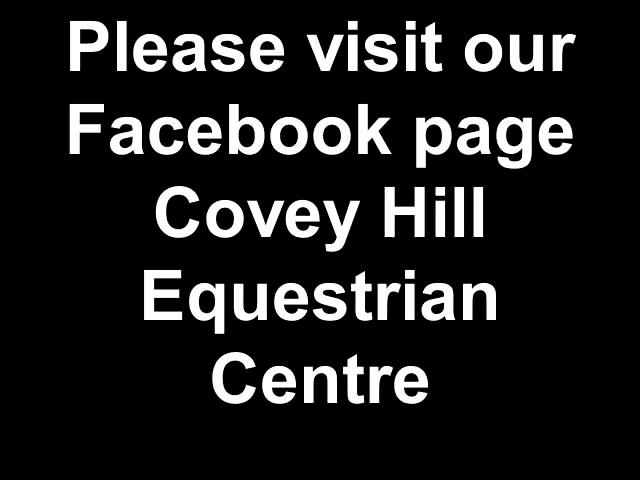 Please visit our
Facebook page
Covey Hill
Equestrian
Centre